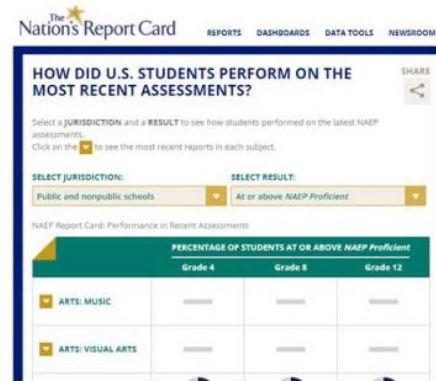 The
Nation's Report Card
REPORTS DASHBOARDS DATA TOOLS NEWSROOM
HOW DID U.S. STUDENTS PERFORM ON THE
MOST RECENT ASSESSMENTS?
SHARE
Select a JURISDICTION and a RESULT to see how students performed on the latest NAEP
assessments.
Click on the to see the most recent reports in each subject.
SELECT JURISDICTION: SELECT RESULT:
Public and nonpublic schools At or above NAEP Proficient
NAEP Report Card: Performance in Recent Assessments
PERCENTAGE OF STUDENTS AT OR ABOVE NAEP Proficient
Grade 4 Grade 8 Grade 12
ARTS: MUSIC
ARTS: VISUAL ARTS